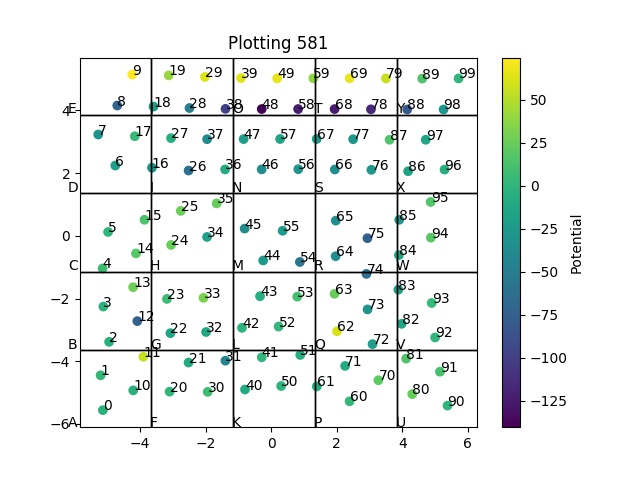 Plotting 581
9 19 29 39 49 59 69 79 89 99
8 18 28 38 48 58 68 78 88 98
4 E O T Y
7 17 27 37 47 57 67 77 87 97
6 16 26 36 46 56 66 76 86 96
2
D N S X
5 15 25 35 45 55 65 75 85 95
0
4 14 24 34 44 54 64 74 84 94
C H M R W
3 13 23 33 43 53 63 73 83 93
−2
2 12 22 32 42 52 62 72 82 92
B G L Q V
−4
1 11 21 31 41 51 61 71 81 91
0 10 20 30 40 50 60 70 80 90
−6 A F K P U
−4 −2 0 2 4 6
50
25
0
−25
−50
−75
−100
−125
Potential